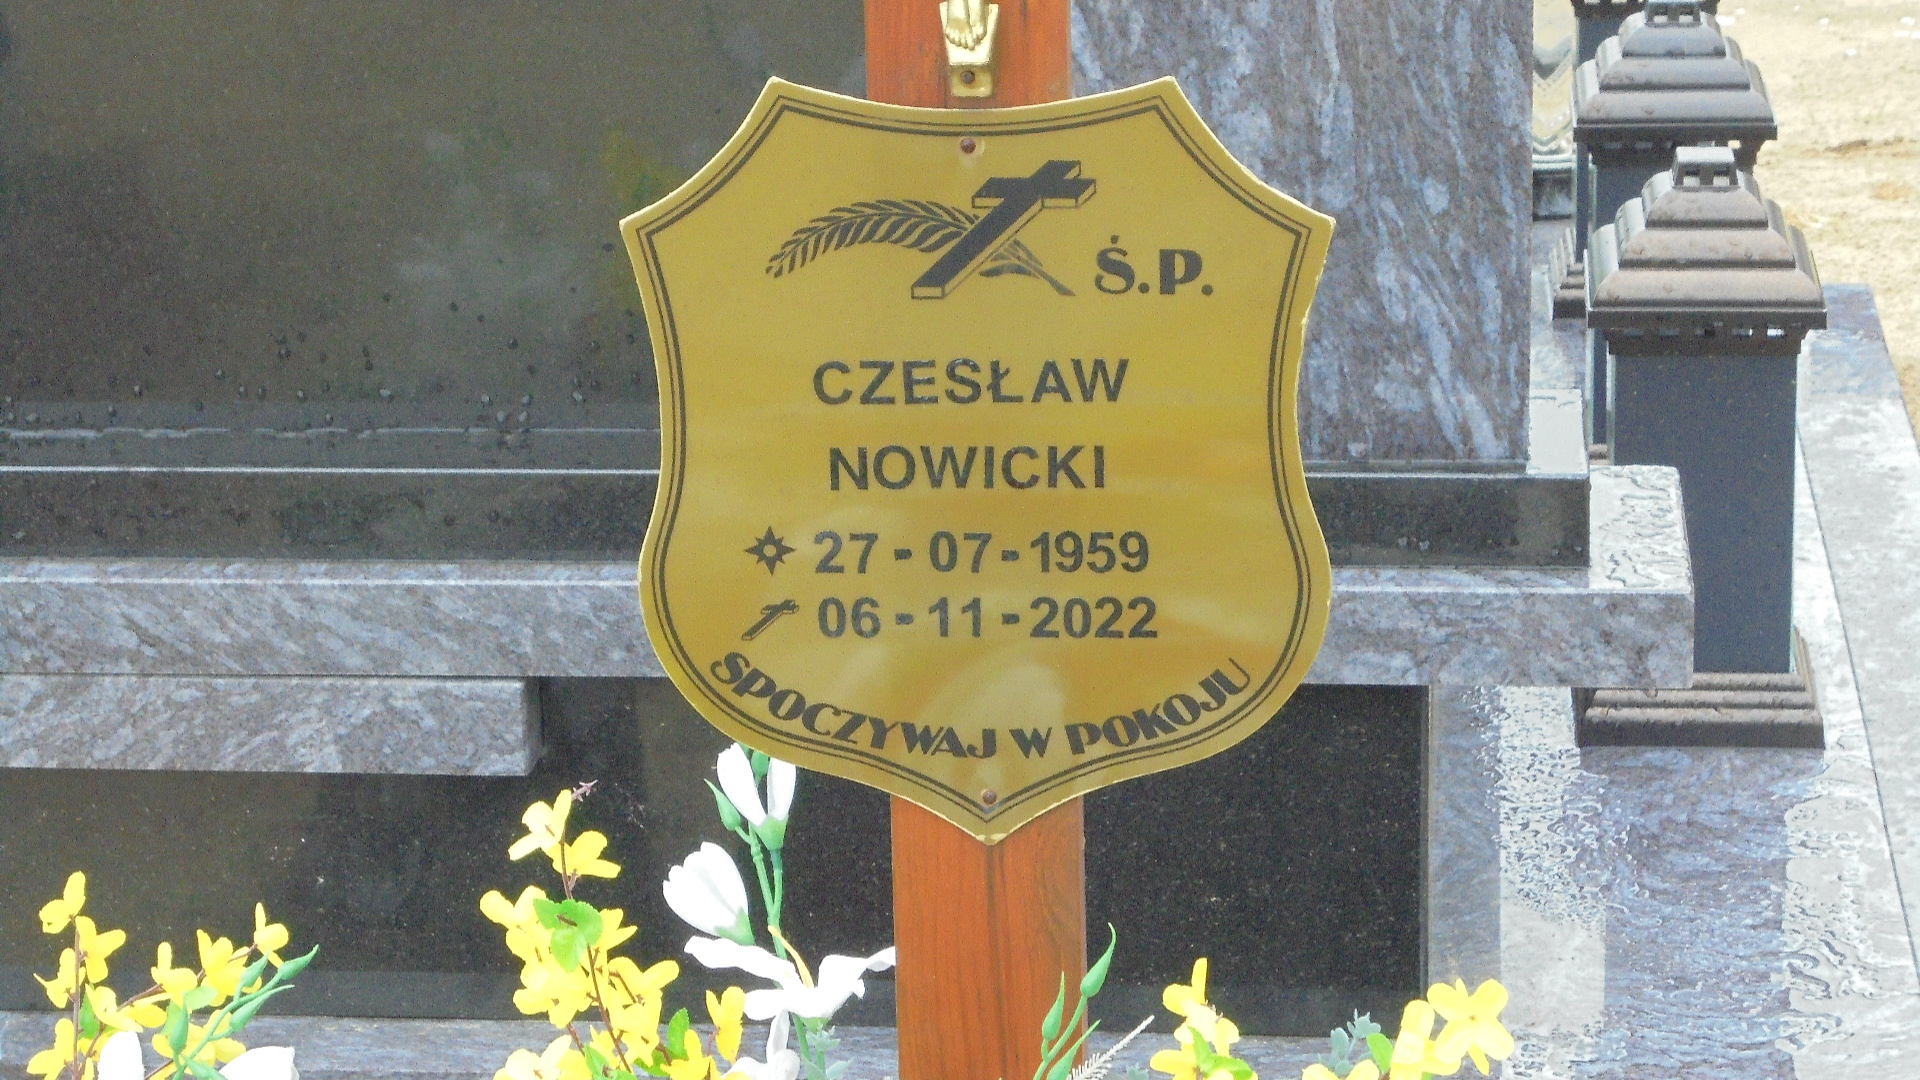 Ś.P.
CZESŁAW
NOWICKI
27-07-1959
06-11-2022
SPOCZYWAJ W POKOJU